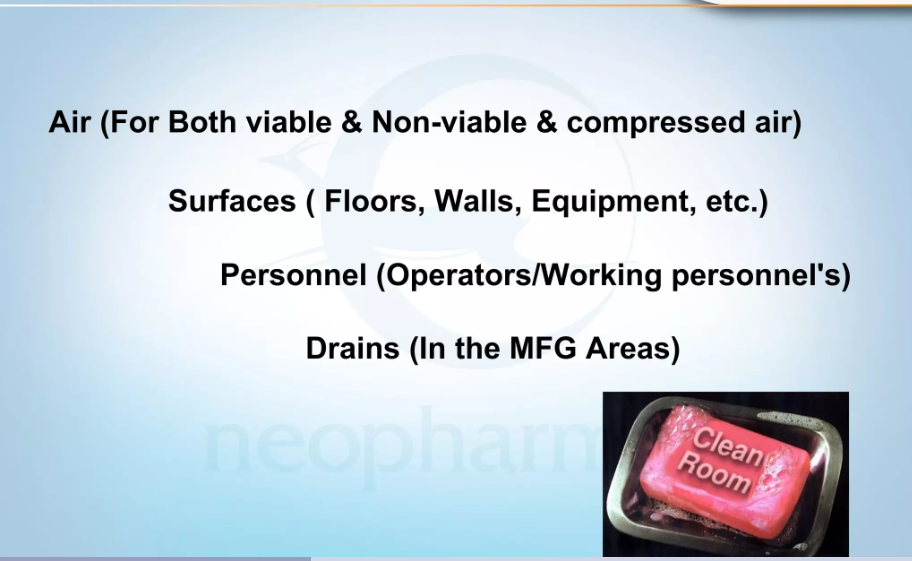 Air (For Both viable & Non-viable & compressed air)
Surfaces ( Floors, Walls, Equipment, etc.)
Personnel (Operators/Working personnel's)
Drains (In the MFG Areas)
neopharm
Clean
Room